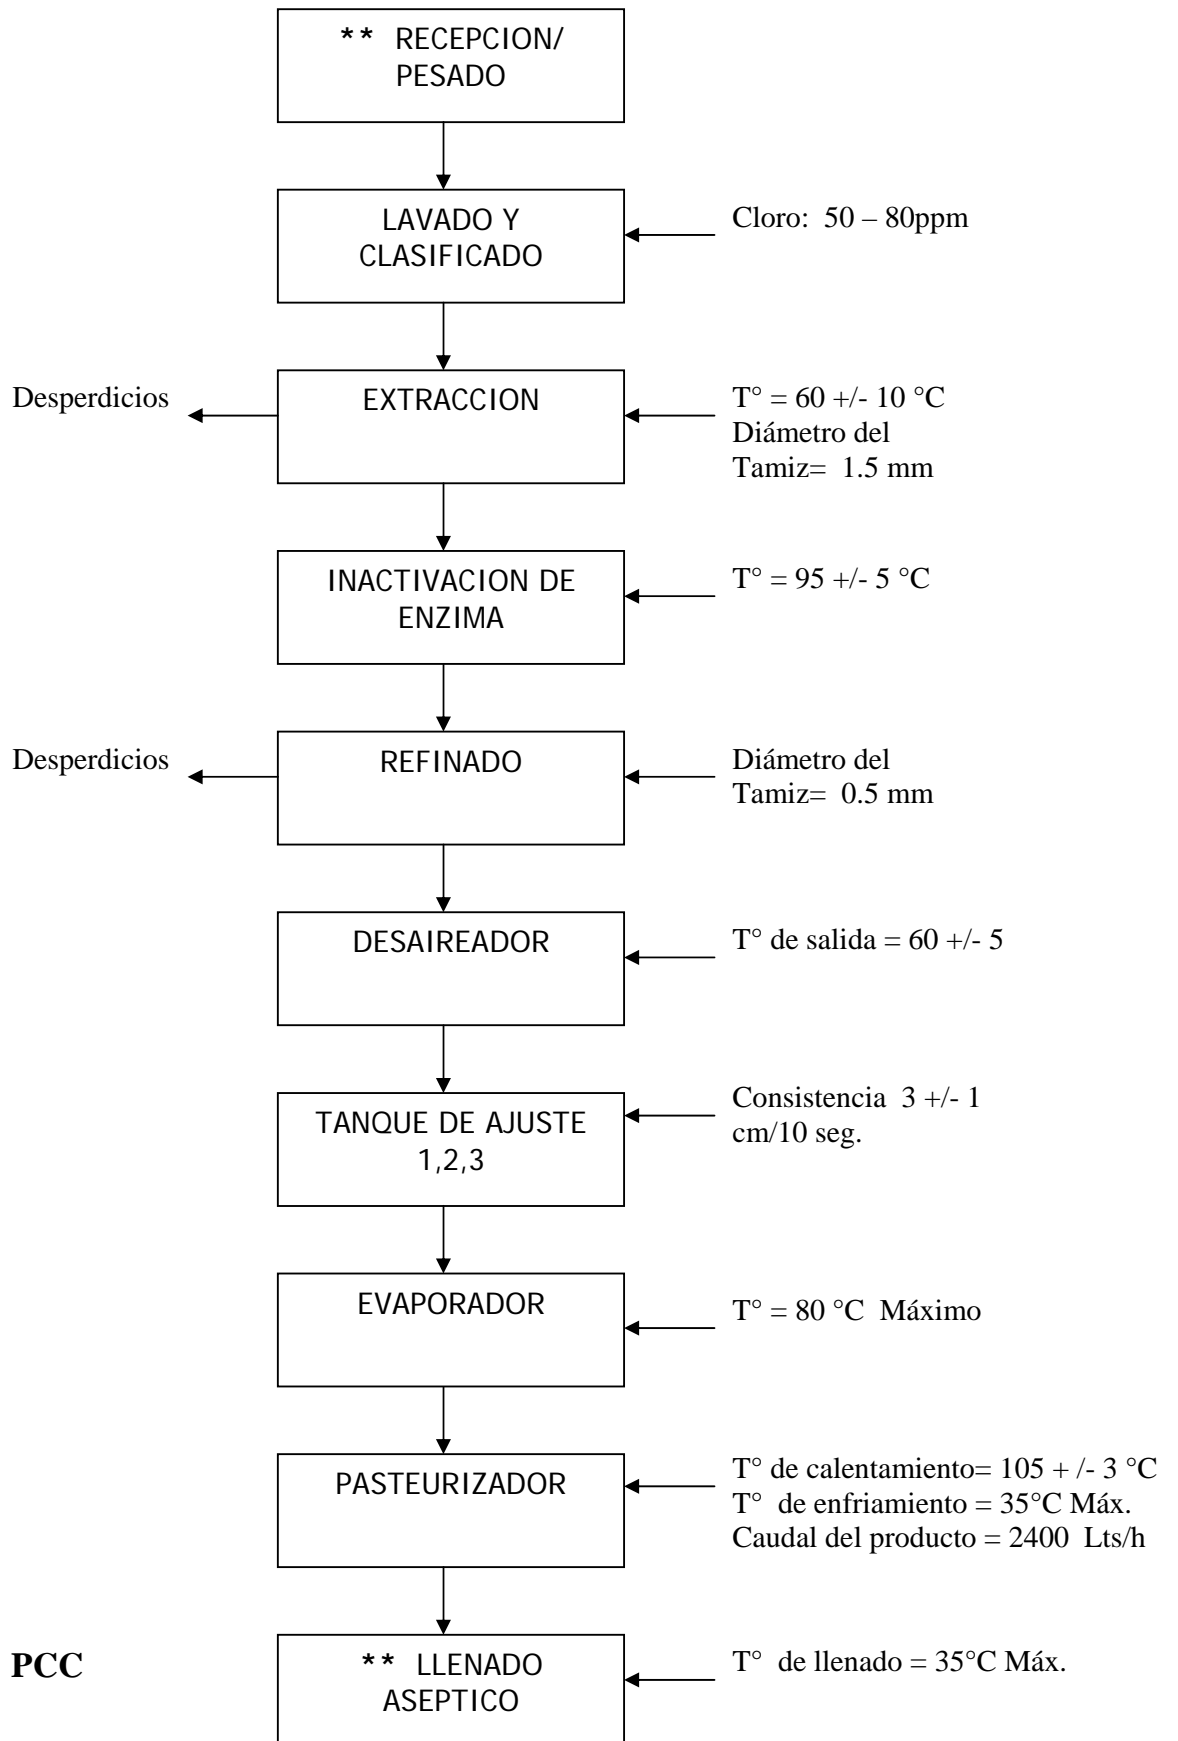 ** RECEPCION/
PESADO
LAVADO Y
CLASIFICADO
Cloro: 50 – 80ppm
Desperdicios
EXTRACCION
T° = 60 +/- 10 °C
Diámetro del
Tamiz= 1.5 mm
INACTIVACION DE
ENZIMA
T° = 95 +/- 5 °C
Desperdicios
REFINADO
Diámetro del
Tamiz= 0.5 mm
DESAIREADOR
T° de salida = 60 +/- 5
TANQUE DE AJUSTE
1,2,3
Consistencia 3 +/- 1
cm/10 seg.
EVAPORADOR
T° = 80 °C Máximo
PASTEURIZADOR
T° de calentamiento= 105 + /- 3 °C
T° de enfriamiento = 35°C Máx.
Caudal del producto = 2400 Lts/h
PCC
** LLENADO
ASEPTICO
T° de llenado = 35°C Máx.